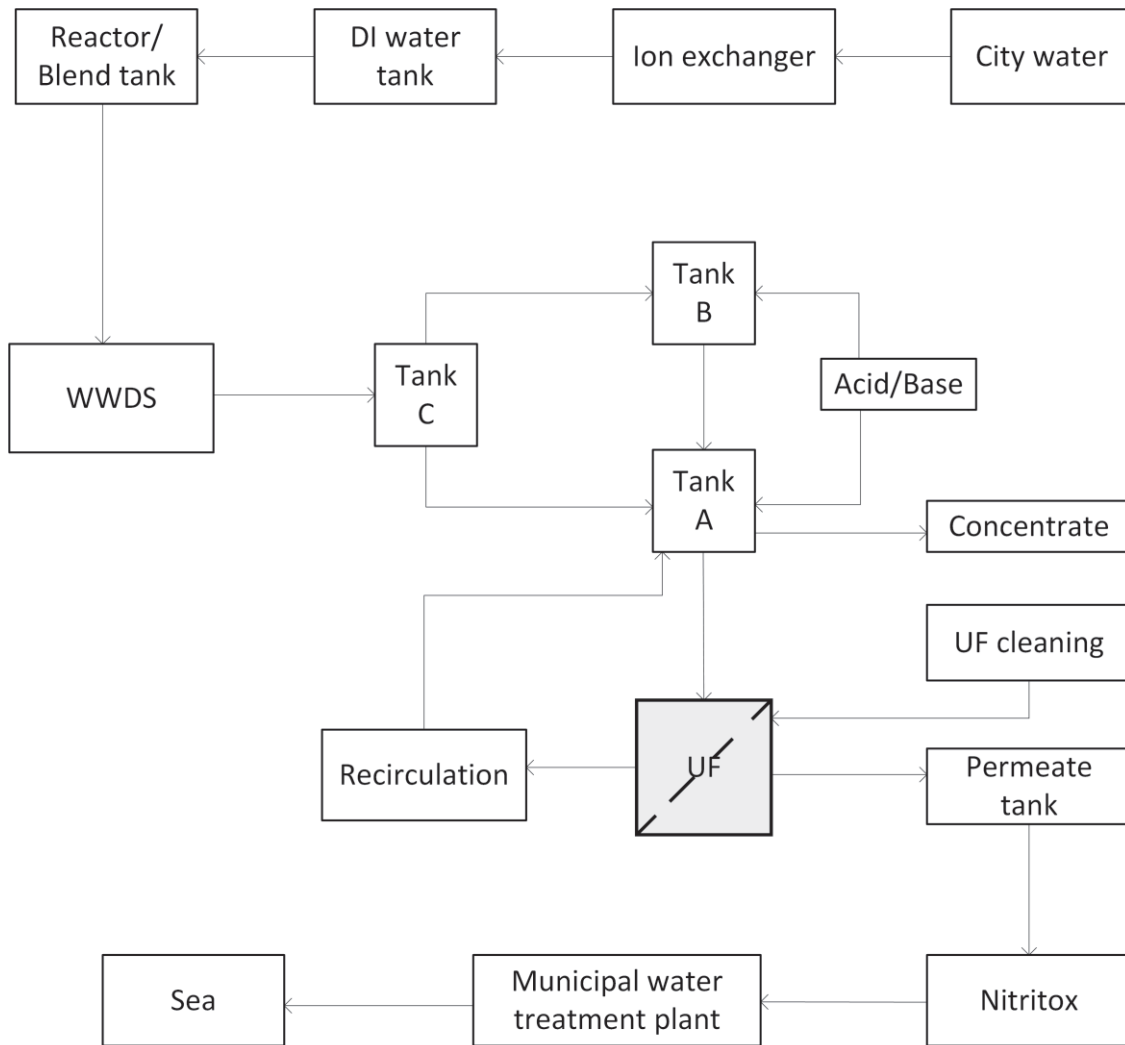 Reactor/
Blend tank
DI water
tank
Ion exchanger
City water
Tank
B
WWDS
Tank
C
Acid/Base
Tank
A
Concentrate
UF cleaning
Recirculation
UF
Permeate
tank
Sea
Municipal water
treatment plant
Nitritox